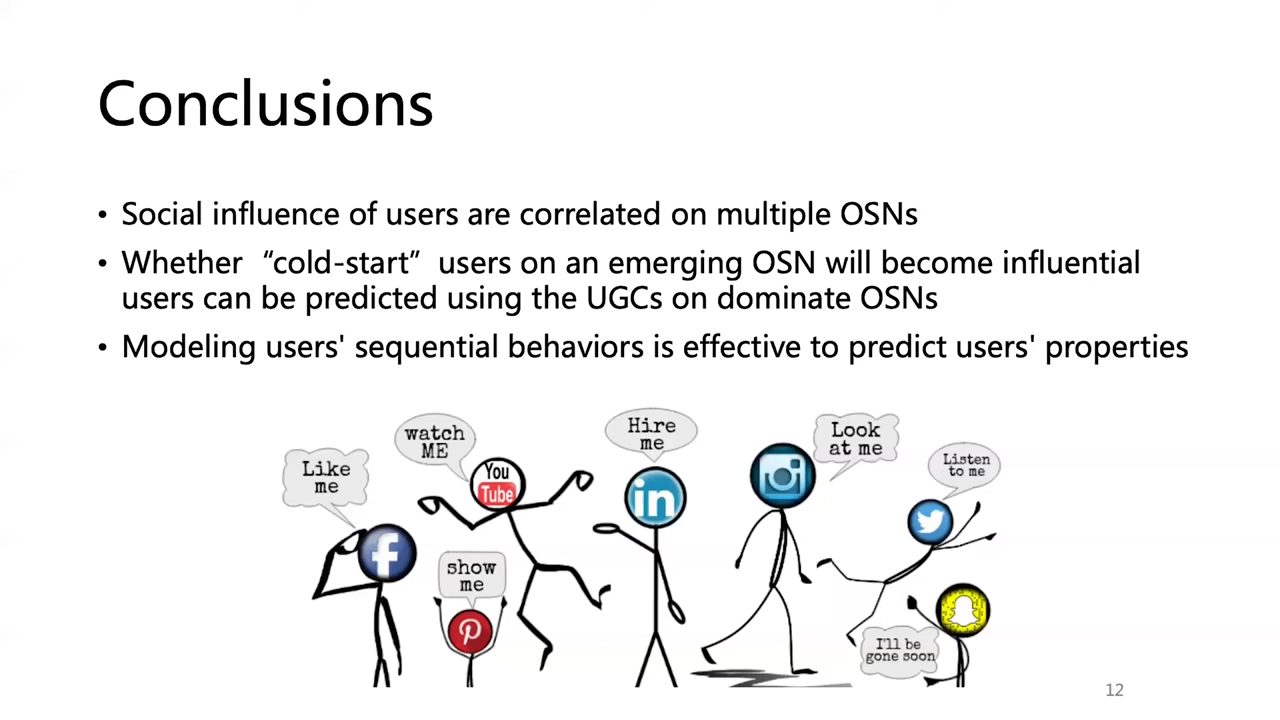 Conclusions
• Social influence of users are correlated on multiple OSNs
• Whether “cold-start” users on an emerging OSN will become influential
users can be predicted using the UGCs on dominate OSNs
• Modeling users' sequential behaviors is effective to predict users' properties
Like
me
watch
ME
You
Tube
show
me
Hire
me
in
Look
at me
Listen
to me
I'll be
gone soon
f
12